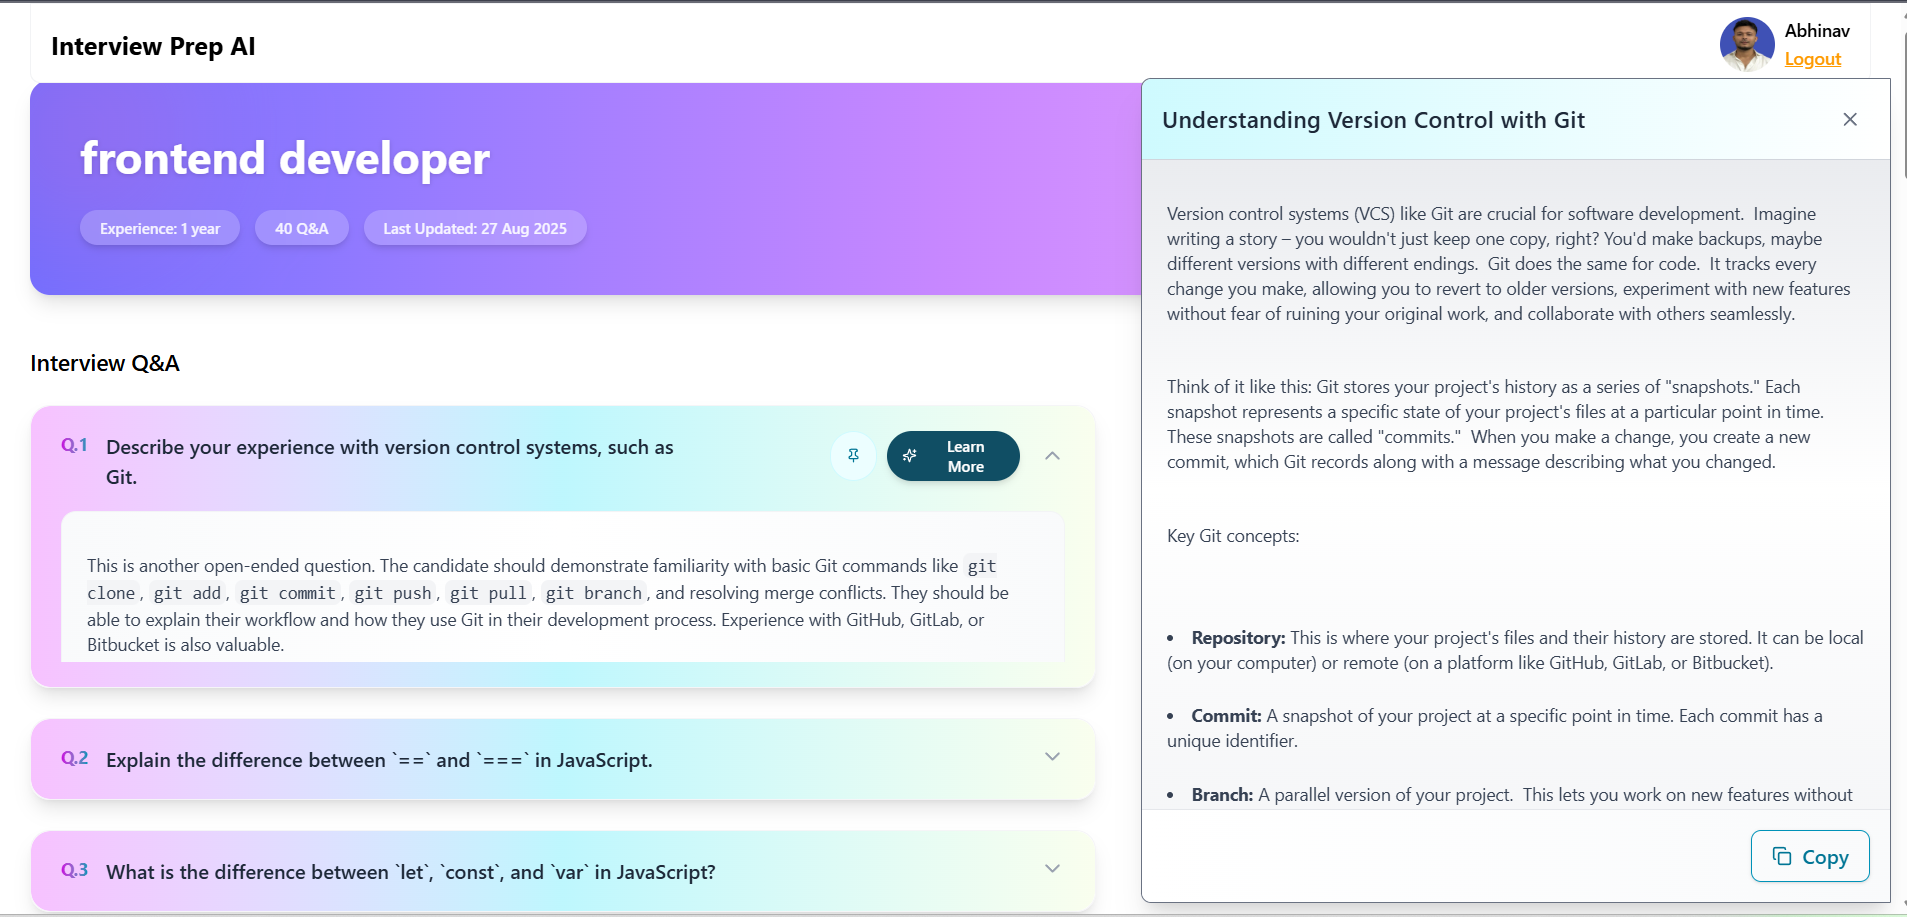 Interview Prep AI
Abhinav
Logout
frontend developer
Experience: 1 year
40 Q&A
Last Updated: 27 Aug 2025
Interview Q&A
Q.1
Describe your experience with version control systems, such as
Git.
Learn
More
This is another open-ended question. The candidate should demonstrate familiarity with basic Git commands like git
clone, git add, git commit, git push, git pull, git branch, and resolving merge conflicts. They should be
able to explain their workflow and how they use Git in their development process. Experience with GitHub, GitLab, or
Bitbucket is also valuable.
Q.2
Explain the difference between `==` and `===` in JavaScript.
Q.3
What is the difference between `let`, `const`, and `var` in JavaScript?
Understanding Version Control with Git
Version control systems (VCS) like Git are crucial for software development. Imagine
writing a story – you wouldn't just keep one copy, right? You'd make backups, maybe
different versions with different endings. Git does the same for code. It tracks every
change you make, allowing you to revert to older versions, experiment with new features
without fear of ruining your original work, and collaborate with others seamlessly.
Think of it like this: Git stores your project's history as a series of "snapshots." Each
snapshot represents a specific state of your project's files at a particular point in time.
These snapshots are called "commits." When you make a change, you create a new
commit, which Git records along with a message describing what you changed.
Key Git concepts:
• Repository: This is where your project's files and their history are stored. It can be local
(on your computer) or remote (on a platform like GitHub, GitLab, or Bitbucket).
• Commit: A snapshot of your project at a specific point in time. Each commit has a
unique identifier.
• Branch: A parallel version of your project. This lets you work on new features without
Copy